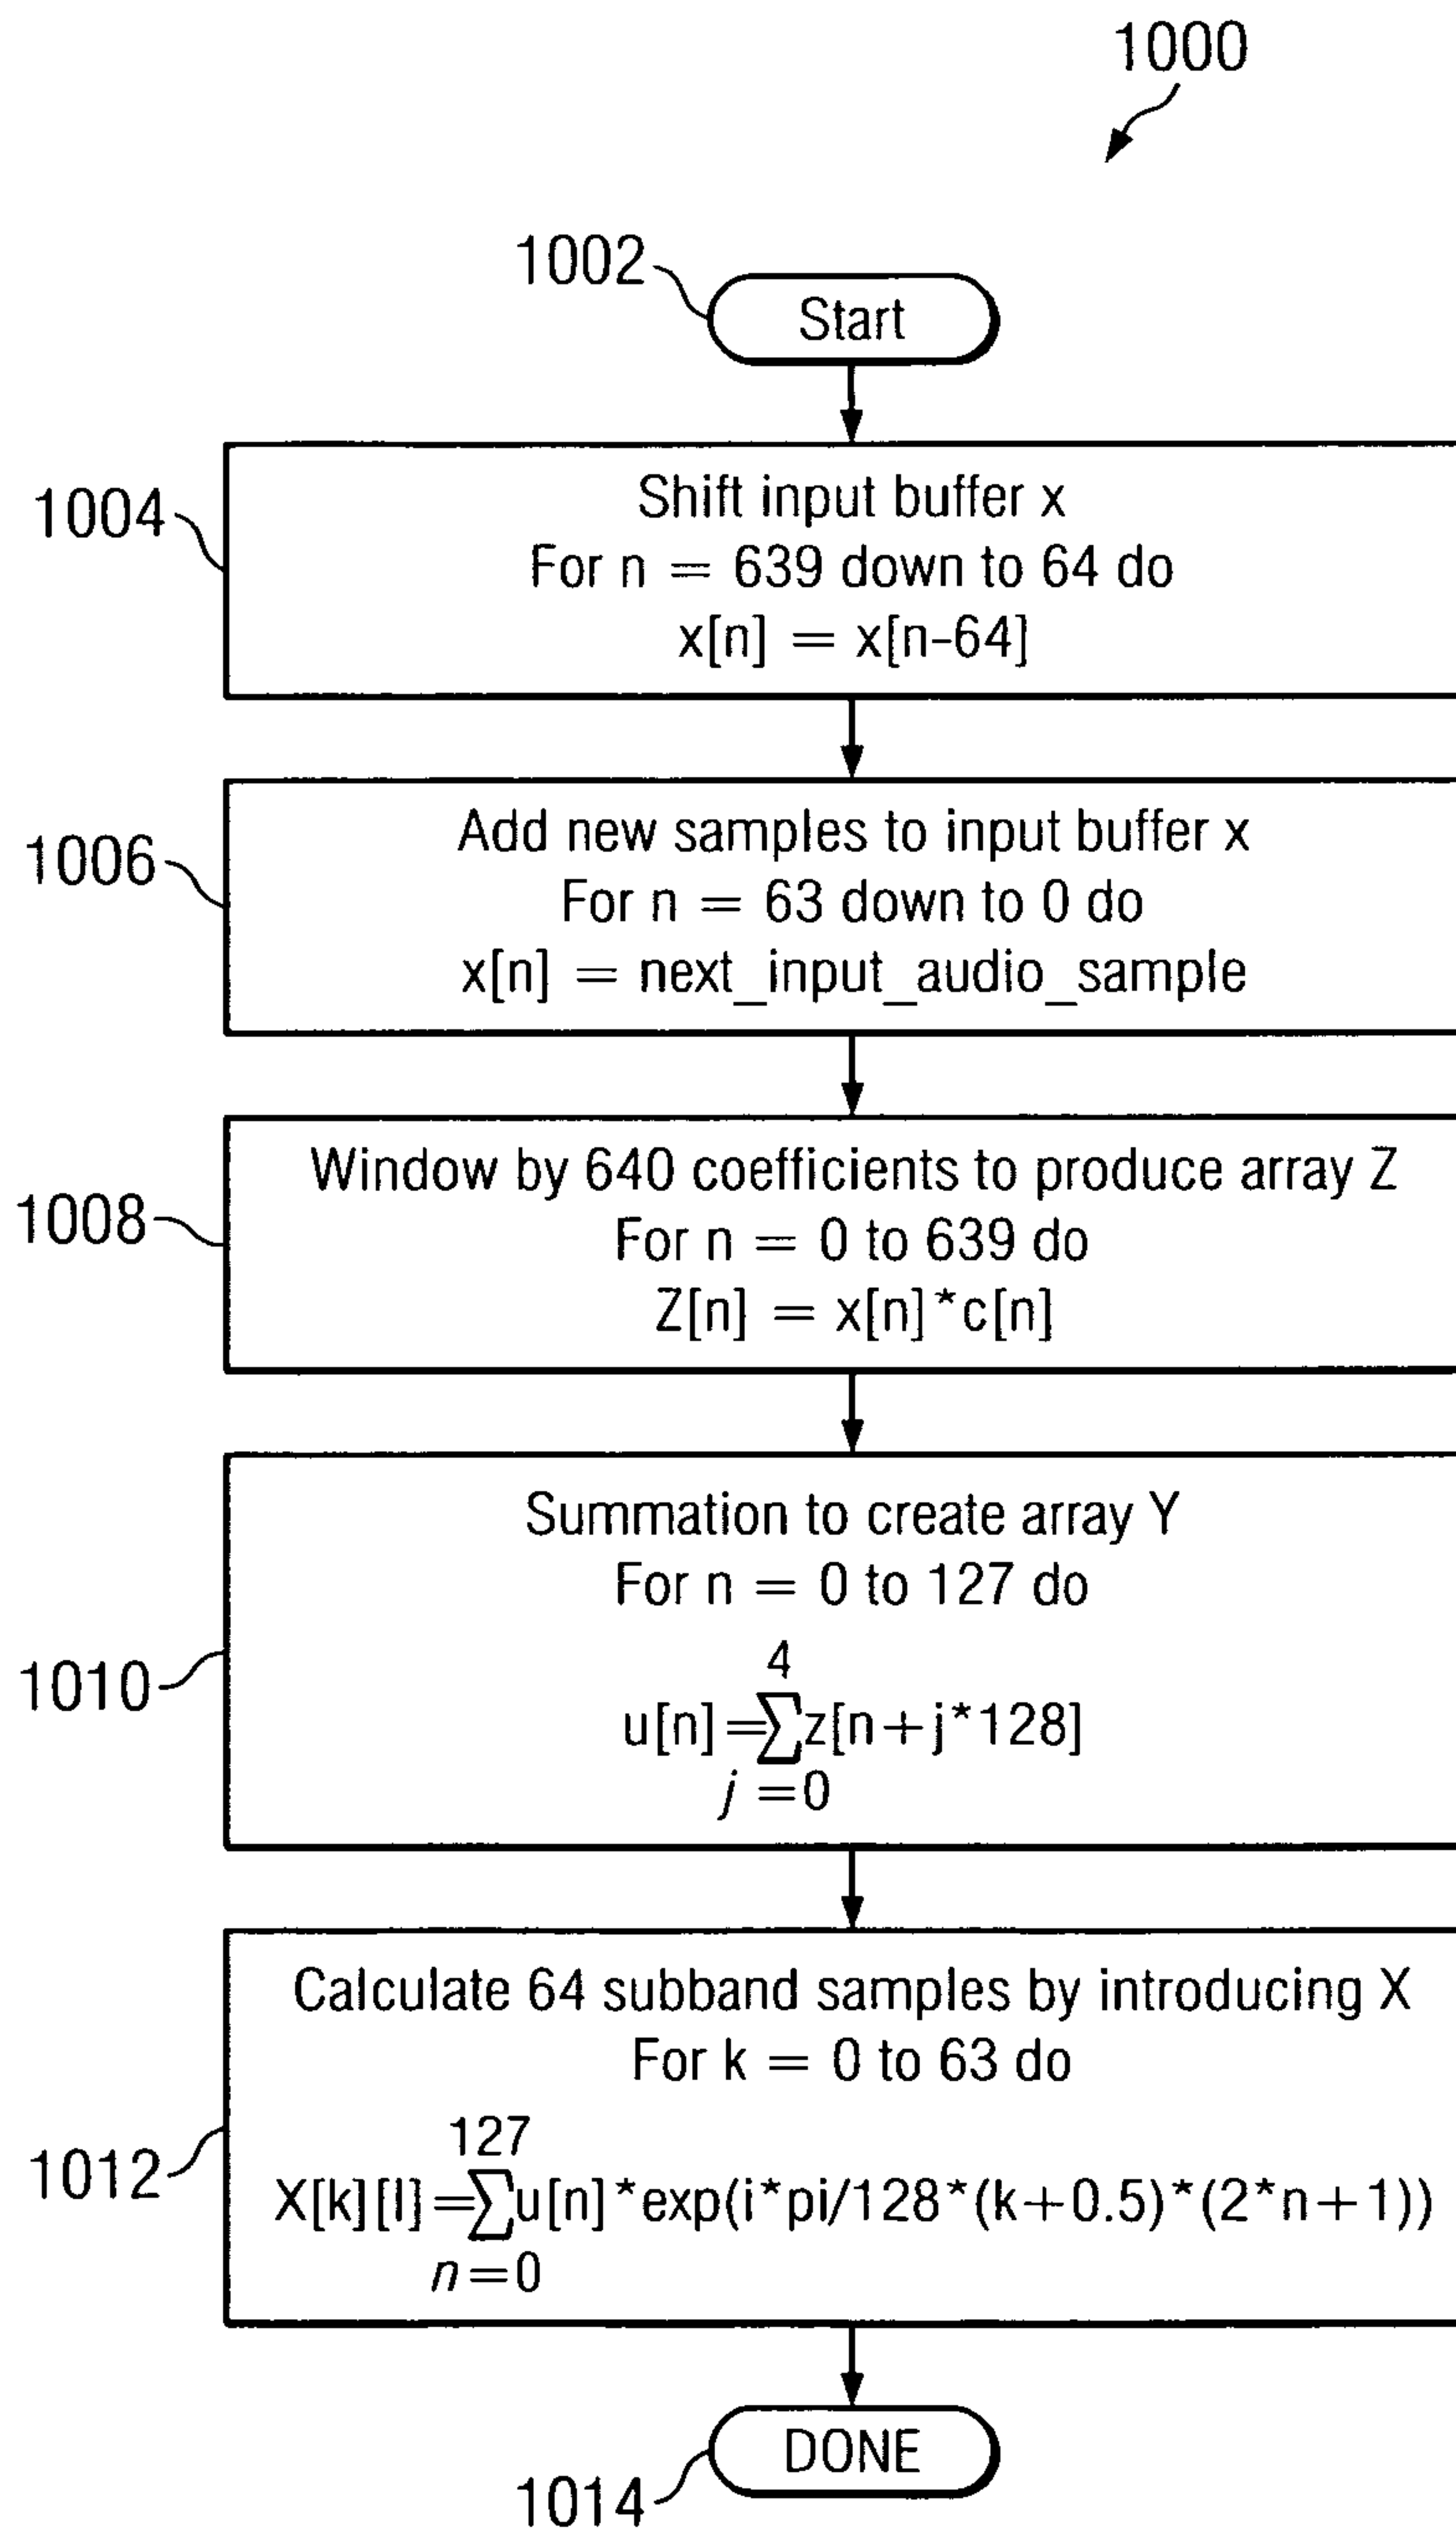 1000
1002
Start
1004
Shift input buffer x
For n = 639 down to 64 do
x[n] = x[n-64]
1006
Add new samples to input buffer x
For n = 63 down to 0 do
x[n] = next_input_audio_sample
1008
Window by 640 coefficients to produce array Z
For n = 0 to 639 do
Z[n] = x[n]*c[n]
1010
Summation to create array Y
For n = 0 to 127 do
4
u[n]=∑z[n+j*128]
j=0
1012
Calculate 64 subband samples by introducing X
For k = 0 to 63 do
127
X[k][l]=∑u[n]*exp(i*pi/128*(k+0.5)*(2*n+1))
n=0
DONE
1014